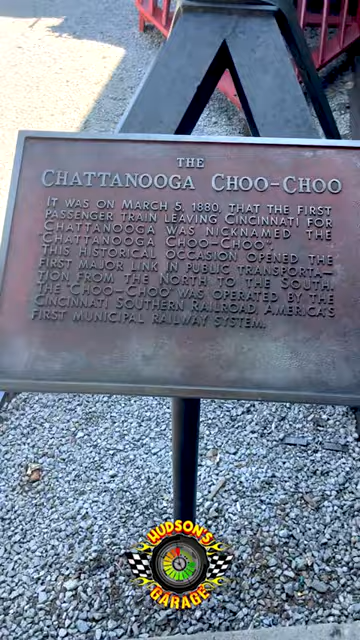 THE
CHATTANOOGA CHOO-CHOO
IT WAS ON MARCH 5, 1880, THAT THE FIRST
PASSENGER TRAIN LEAVING CINCINNATI FOR
CHATTANOOGA WAS NICKNAMED THE
"CHATTANOOGA CHOO-CHOO".
THIS HISTORICAL OCCASION OPENED THE
FIRST MAJOR LINK IN PUBLIC TRANSPORTA-
TION FROM THE NORTH TO THE SOUTH.
THE "CHOO-CHOO" WAS OPERATED BY THE
CINCINNATI SOUTHERN RAILROAD, AMERICA'S
FIRST MUNICIPAL RAILWAY SYSTEM.
HUDSON'S
GARAGE